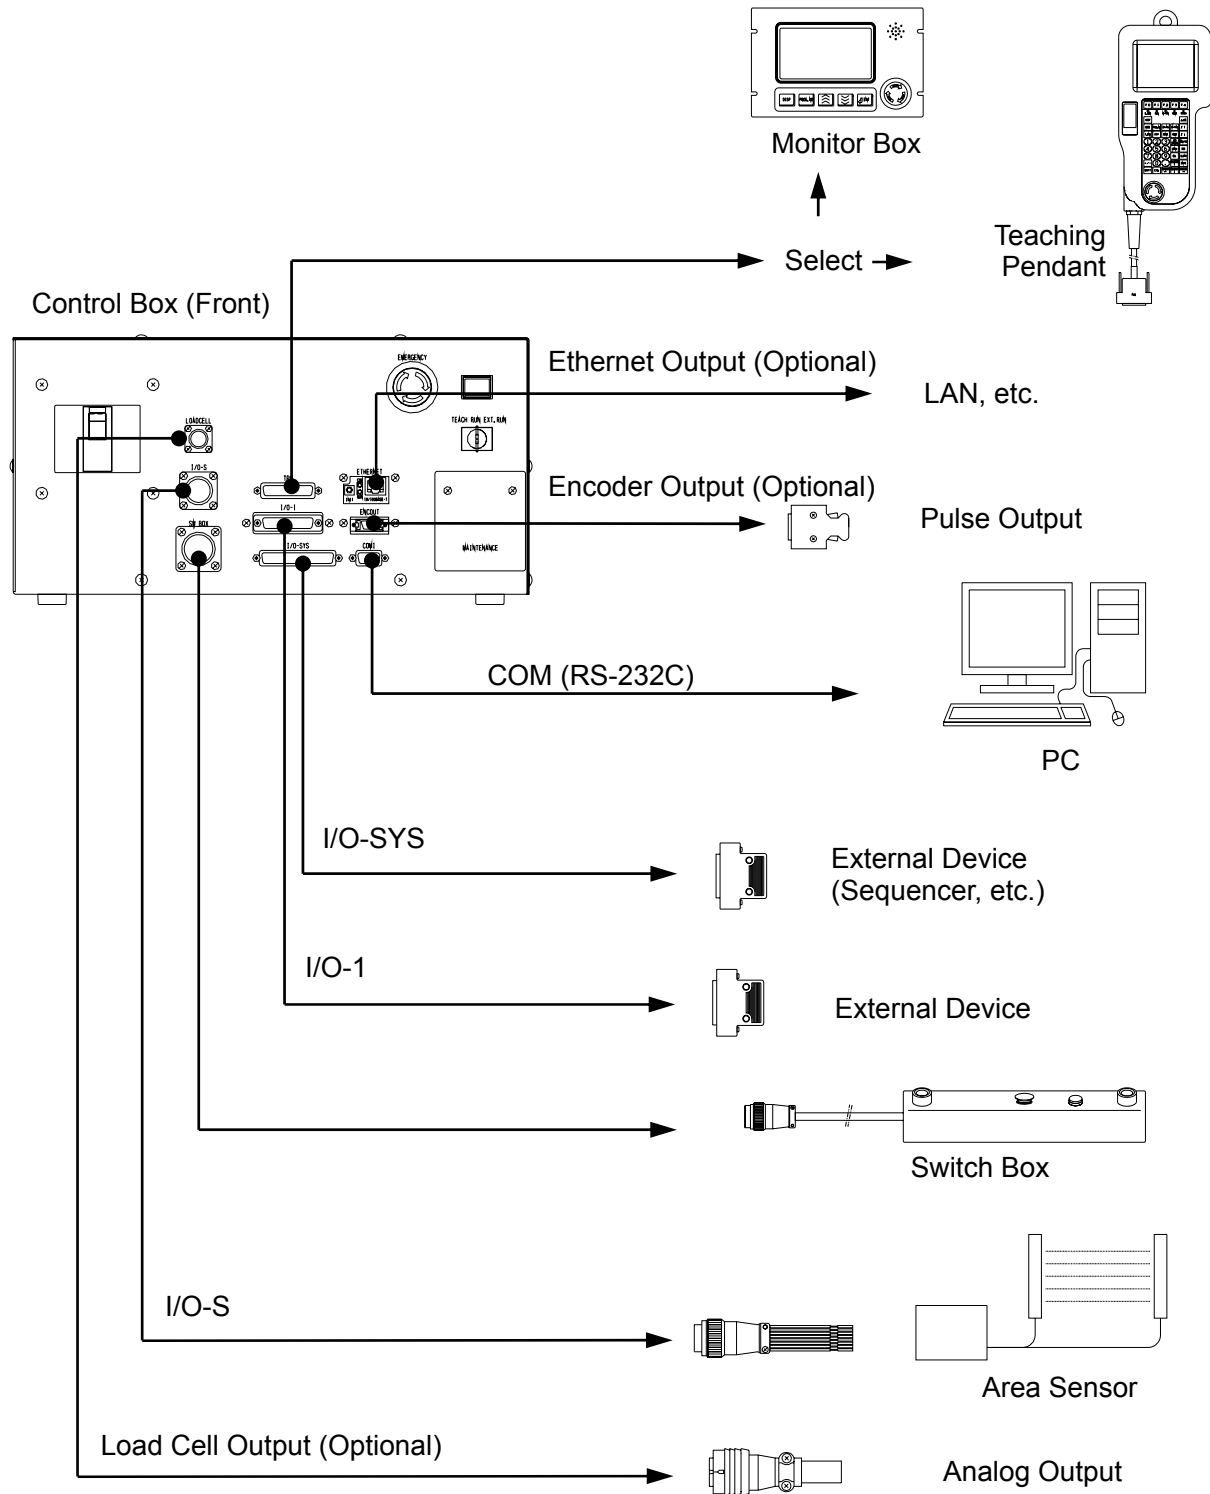 Monitor Box
Select
Teaching
Pendant
Control Box (Front)
EMERGENCY
Ethernet Output (Optional)
LAN, etc.
LOADCELL
TEACH RUN EXT.RUN
I/O-S
ETHERNET
Encoder Output (Optional)
Pulse Output
I/O-1
ENCOUT
SW BOX
I/O-SYS
COM1
MAINTENANCE
COM (RS-232C)
PC
I/O-SYS
External Device
(Sequencer, etc.)
I/O-1
External Device
Switch Box
I/O-S
Area Sensor
Load Cell Output (Optional)
Analog Output